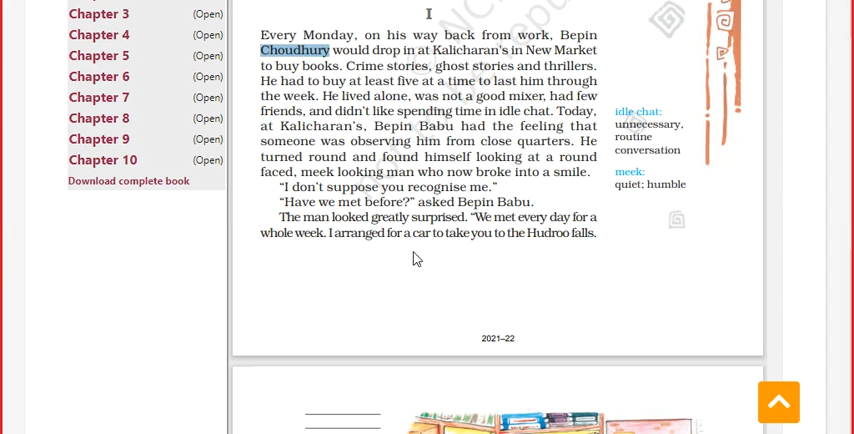 Chapter 3 (Open)
Chapter 4 (Open)
Chapter 5 (Open)
Chapter 6 (Open)
Chapter 7 (Open)
Chapter 8 (Open)
Chapter 9 (Open)
Chapter 10 (Open)
Download complete book
I
Every Monday, on his way back from work, Bepin
Choudhury would drop in at Kalicharan's in New Market
to buy books. Crime stories, ghost stories and thrillers.
He had to buy at least five at a time to last him through
the week. He lived alone, was not a good mixer, had few
friends, and didn't like spending time in idle chat. Today,
at Kalicharan's, Bepin Babu had the feeling that
someone was observing him from close quarters. He
turned round and found himself looking at a round
faced, meek looking man who now broke into a smile.
“I don't suppose you recognise me.”
“Have we met before?” asked Bepin Babu.
The man looked greatly surprised. “We met every day for a
whole week. I arranged for a car to take you to the Hudroo falls.
idle chat:
unnecessary,
routine
conversation
meek:
quiet; humble
2021–22